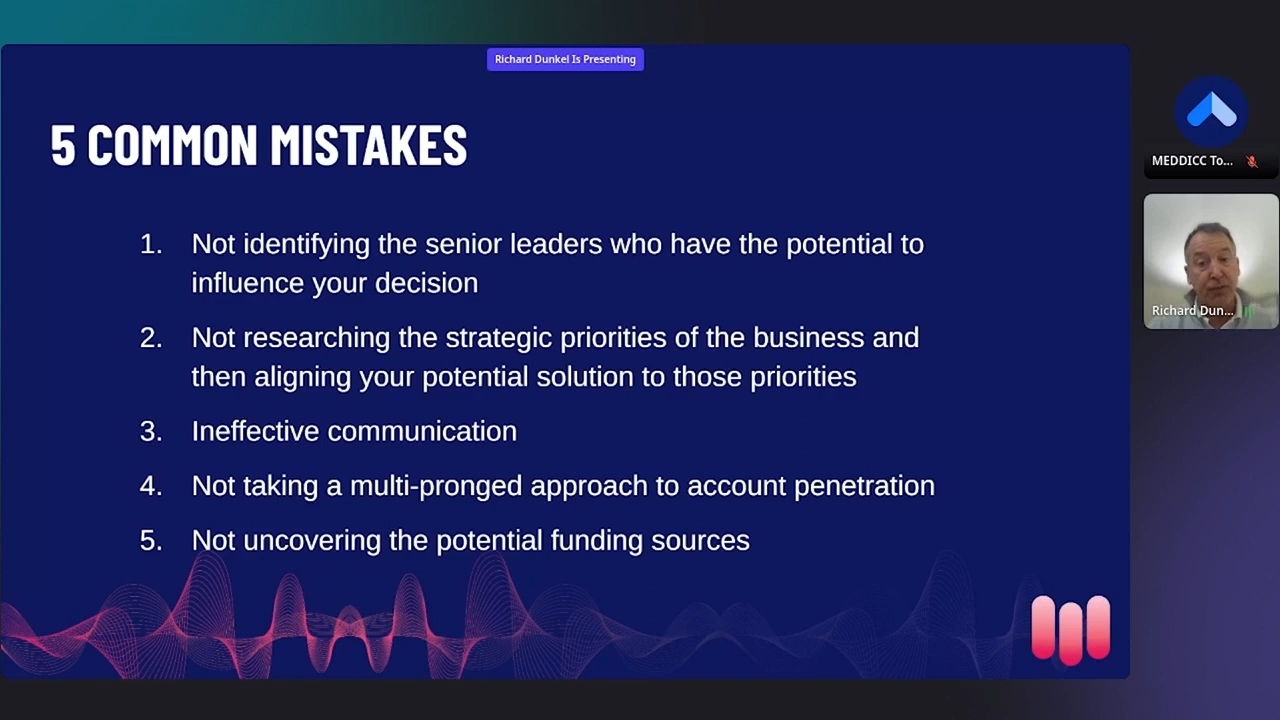 Richard Dunkel Is Presenting
5 COMMON MISTAKES
1. Not identifying the senior leaders who have the potential to
influence your decision
2. Not researching the strategic priorities of the business and
then aligning your potential solution to those priorities
3. Ineffective communication
4. Not taking a multi-pronged approach to account penetration
5. Not uncovering the potential funding sources
MEDDICC To...
Richard Dun...